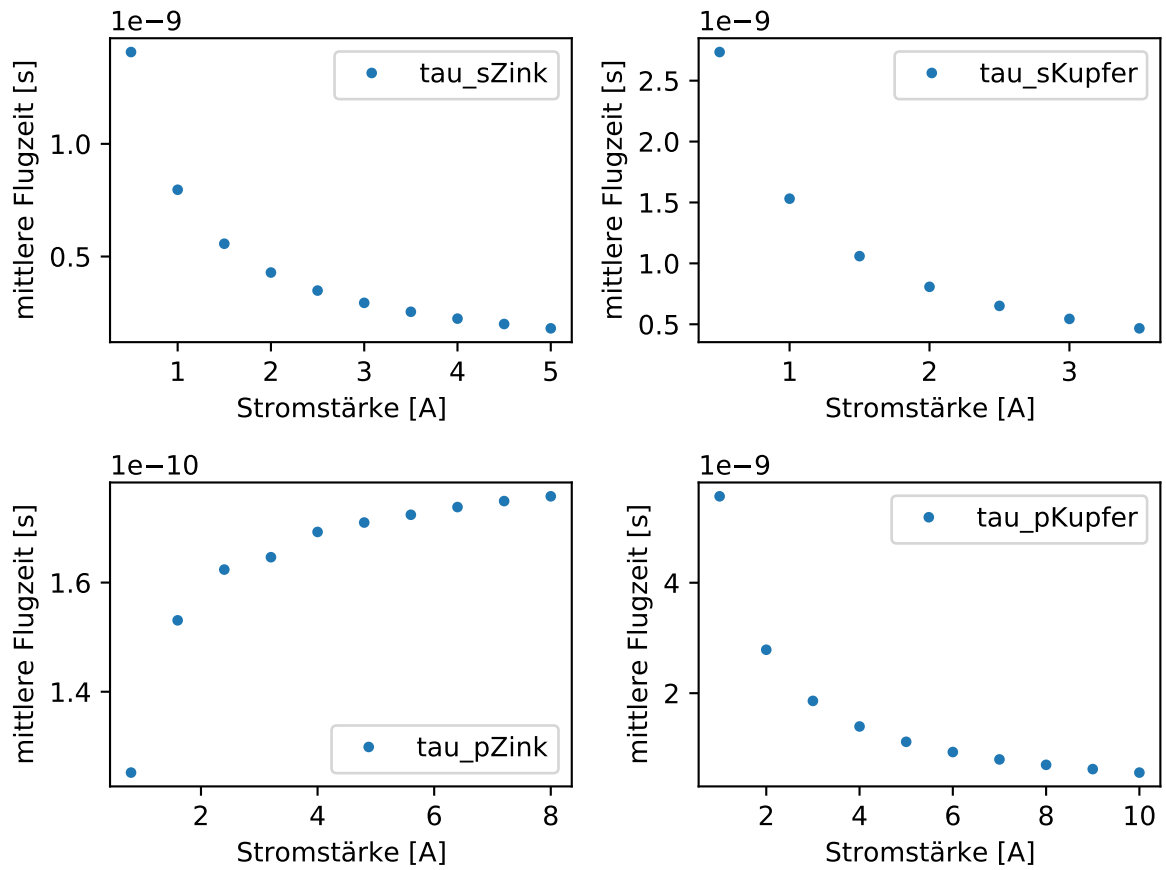 1e−9
mittlere Flugzeit [s]
1.0
0.5
tau_sZink
1 2 3 4 5
Stromstärke [A]
1e−9
mittlere Flugzeit [s]
2.5
2.0
1.5
1.0
0.5
tau_sKupfer
1 2 3
Stromstärke [A]
1e−10
mittlere Flugzeit [s]
1.6
1.4
tau_pZink
2 4 6 8
Stromstärke [A]
1e−9
mittlere Flugzeit [s]
4
2
tau_pKupfer
2 4 6 8 10
Stromstärke [A]